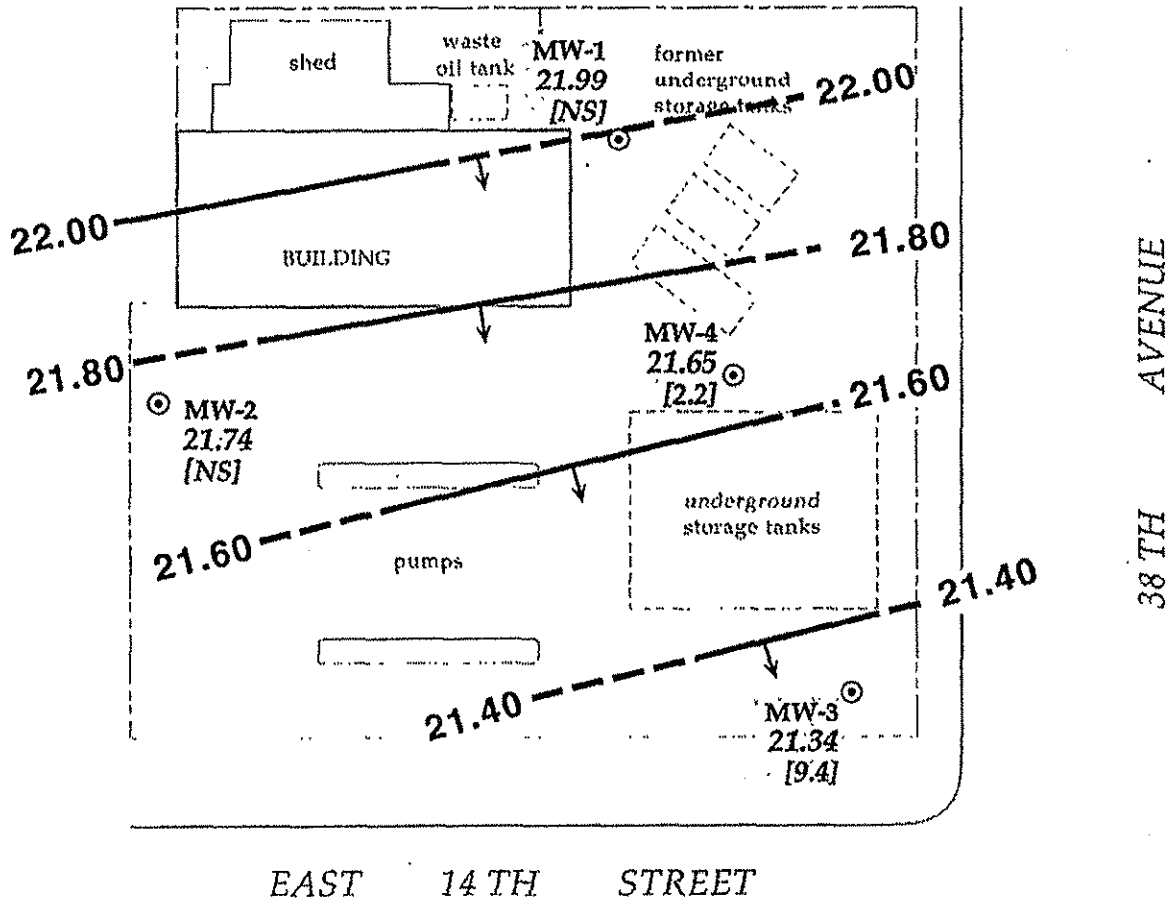 shed
waste
oil tank
MW-1
21.99
[NS]
former
underground
storage tanks
22.00
22.00
BUILDING
21.80
21.80
MW-4
21.65
[2.2]
21.60
MW-2
21.74
[NS]
underground
storage tanks
21.60
pumps
21.40
21.40
MW-3
21.34
[9.4]
38 TH AVENUE
EAST 14 TH STREET